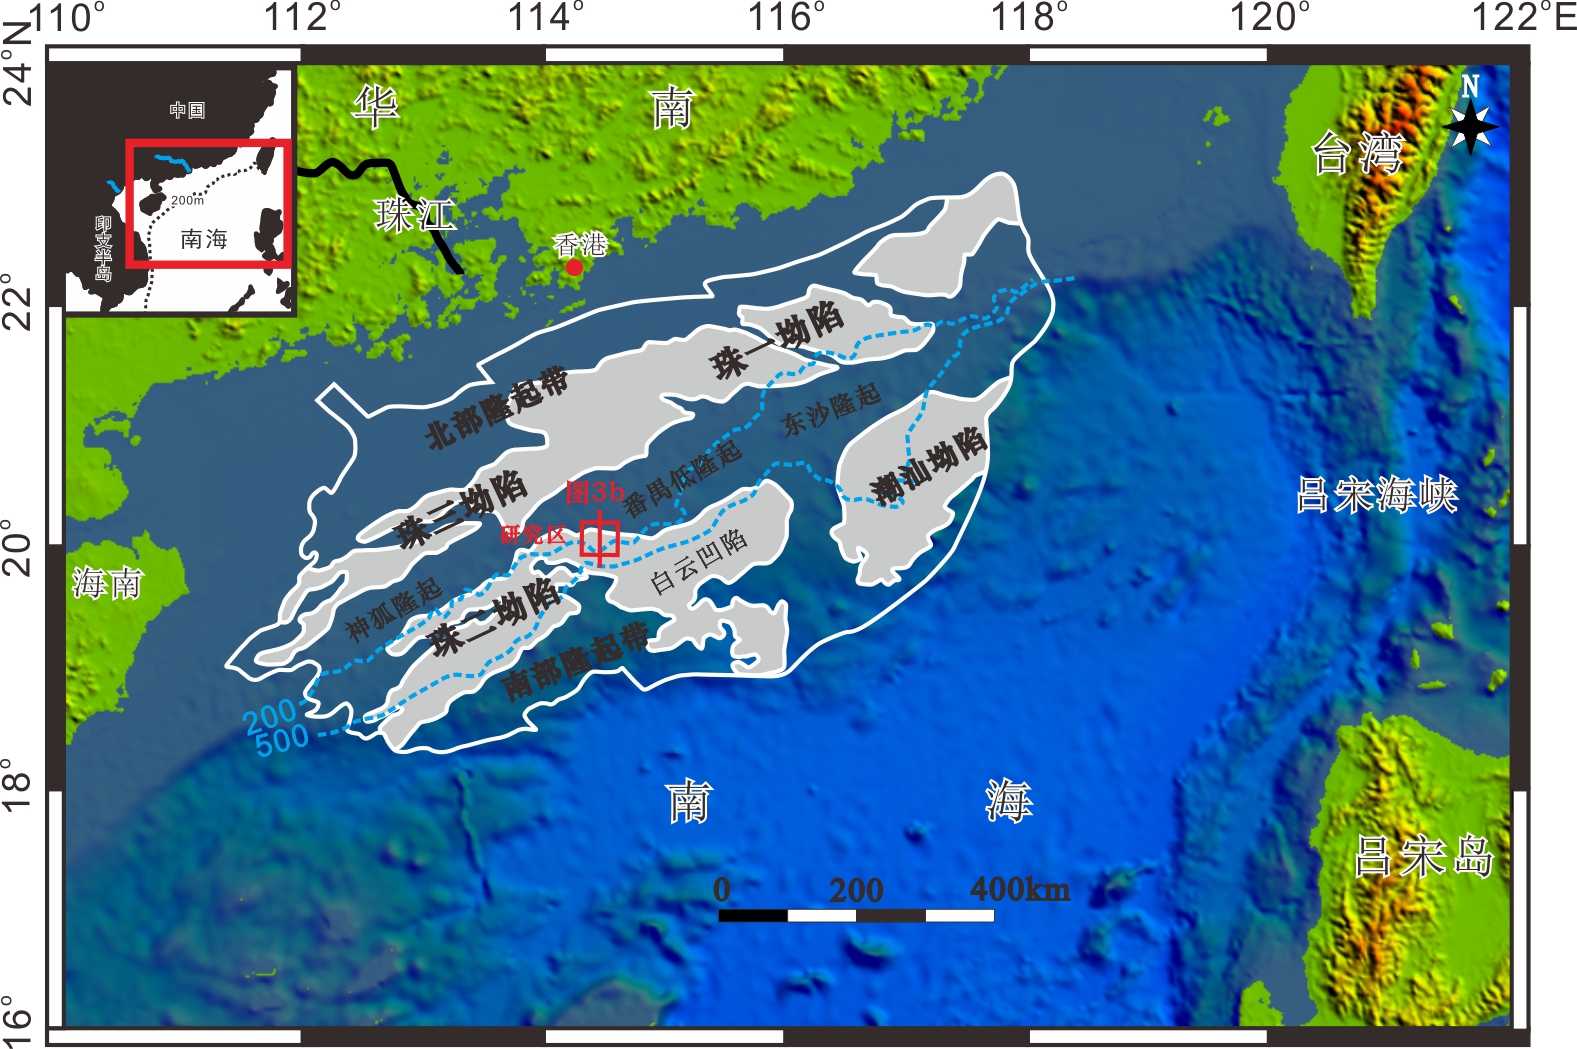 110° 112° 114° 116° 118° 120° 122°E
24°N
22°
20°
18°
16°
中国
200m
南海
印支半岛
华 南
珠江
香港
台湾
N
珠一坳陷
北部隆起带
东沙隆起
潮汕坳陷
番禺低隆起
珠三坳陷
图3b
研究区
白云凹陷
神狐隆起
珠二坳陷
南部隆起带
200
500
海南
吕宋海峡
南 海
吕宋岛
0 200 400km